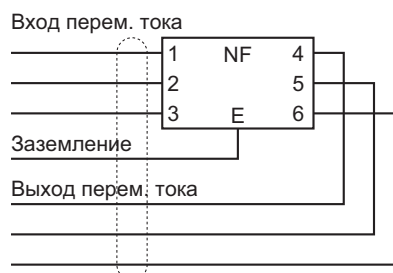 Вход перем. тока
1 NF 4
2 5
3 E 6
Заземление
Выход перем. тока